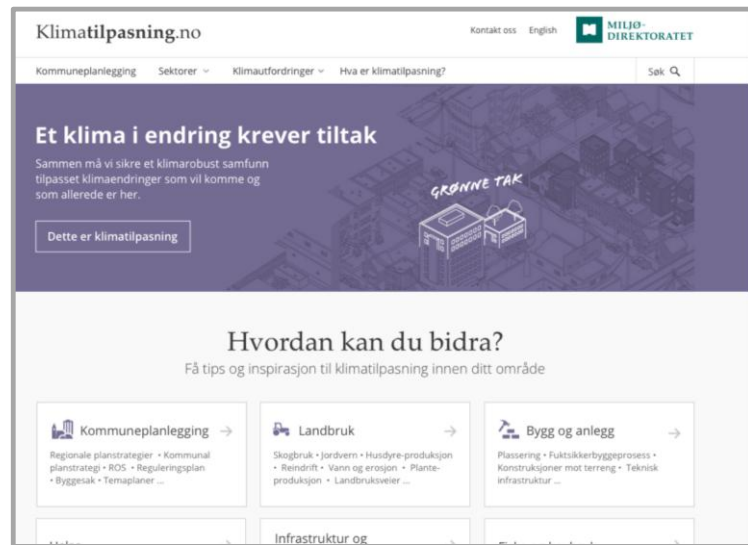 Klimatilpasning.no
Kontakt oss English
MILJØ-
DIREKTORATET
Kommuneplanlegging Sektorer Klimautfordringer Hva er klimatilpasning?
Søk
Et klima i endring krever tiltak
Sammen må vi sikre et klimarobust samfunn
tilpasset klimaendringer som vil komme og
som allerede er her.
GRØNNE TAK
Dette er klimatilpasning
Hvordan kan du bidra?
Få tips og inspirasjon til klimatilpasning innen ditt område
Kommuneplanlegging
Regionale planstrategier • Kommunal
planstrategi • ROS • Reguleringsplan
• Byggesak • Temaplaner ...
Landbruk
Skogbruk • Jordvern • Husdyre-produksjon
• Reindrift • Vann og erosjon • Plante-
produksjon • Landbruksveier ...
Bygg og anlegg
Plassering • Fuktsikkerbyggeprosess •
Konstruksjoner mot terreng • Teknisk
infrastruktur ...
Infrastruktur og